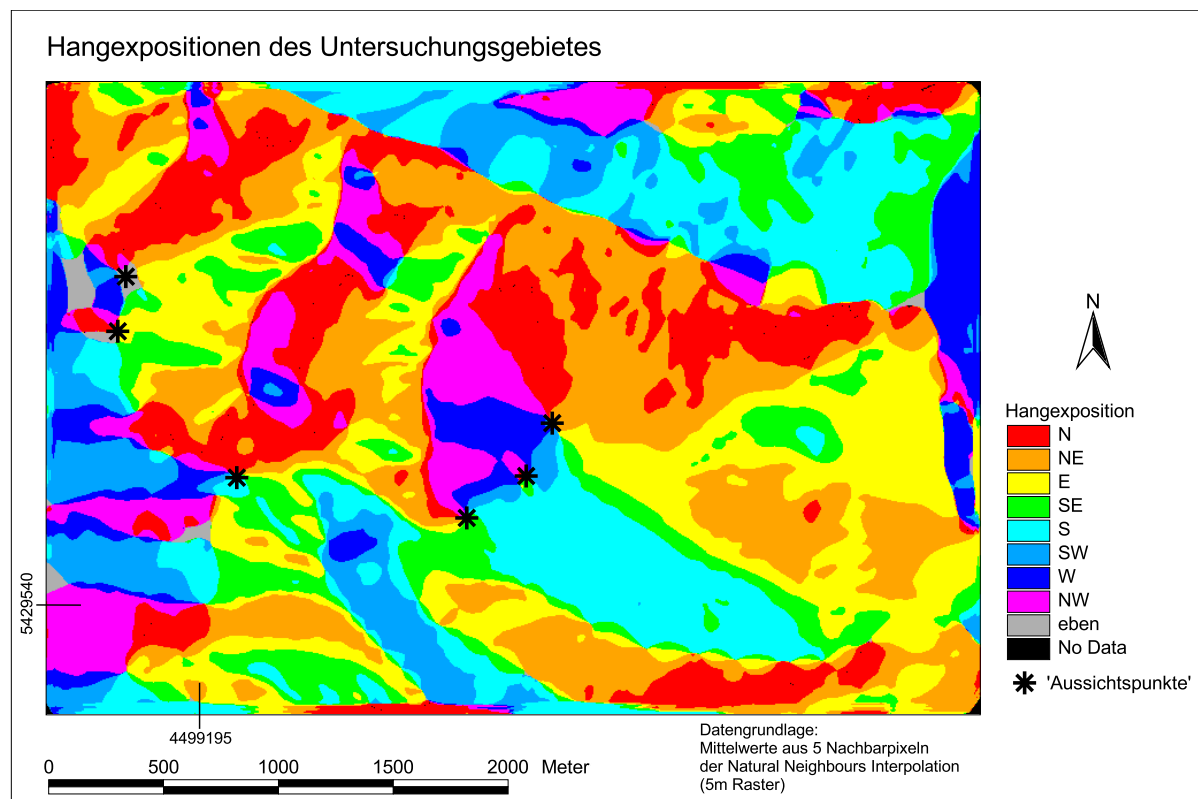 Hangexpositionen des Untersuchungsgebietes
N
Hangexposition
N
NE
E
SE
S
SW
W
NW
eben
No Data
'Aussichtspunkte'
5429540
4499195
0 500 1000 1500 2000 Meter
Datengrundlage:
Mittelwerte aus 5 Nachbarpixeln
der Natural Neighbours Interpolation
(5m Raster)